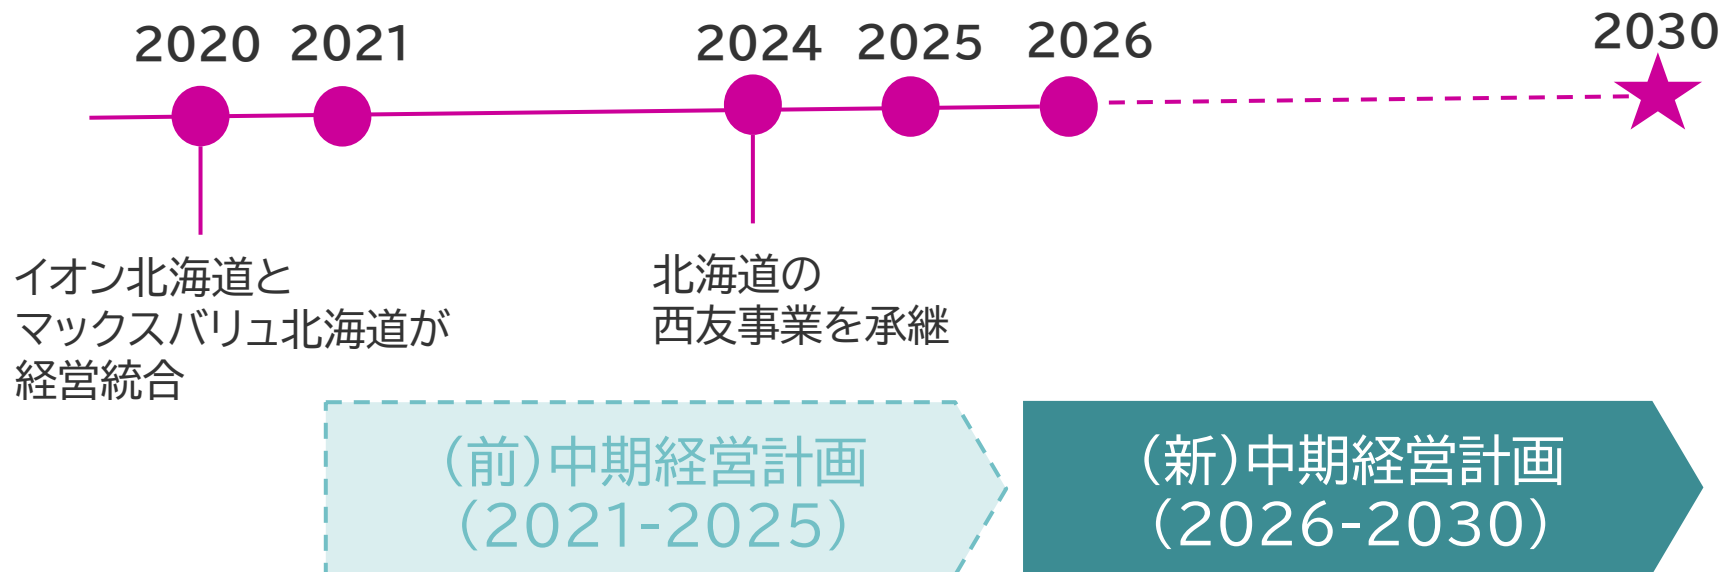 2020
2021
2024
2025
2026
2030
イオン北海道と
マックスバリュ北海道が
経営統合
北海道の
西友事業を承継
（前）中期経営計画
（2021-2025）
（新）中期経営計画
（2026-2030）